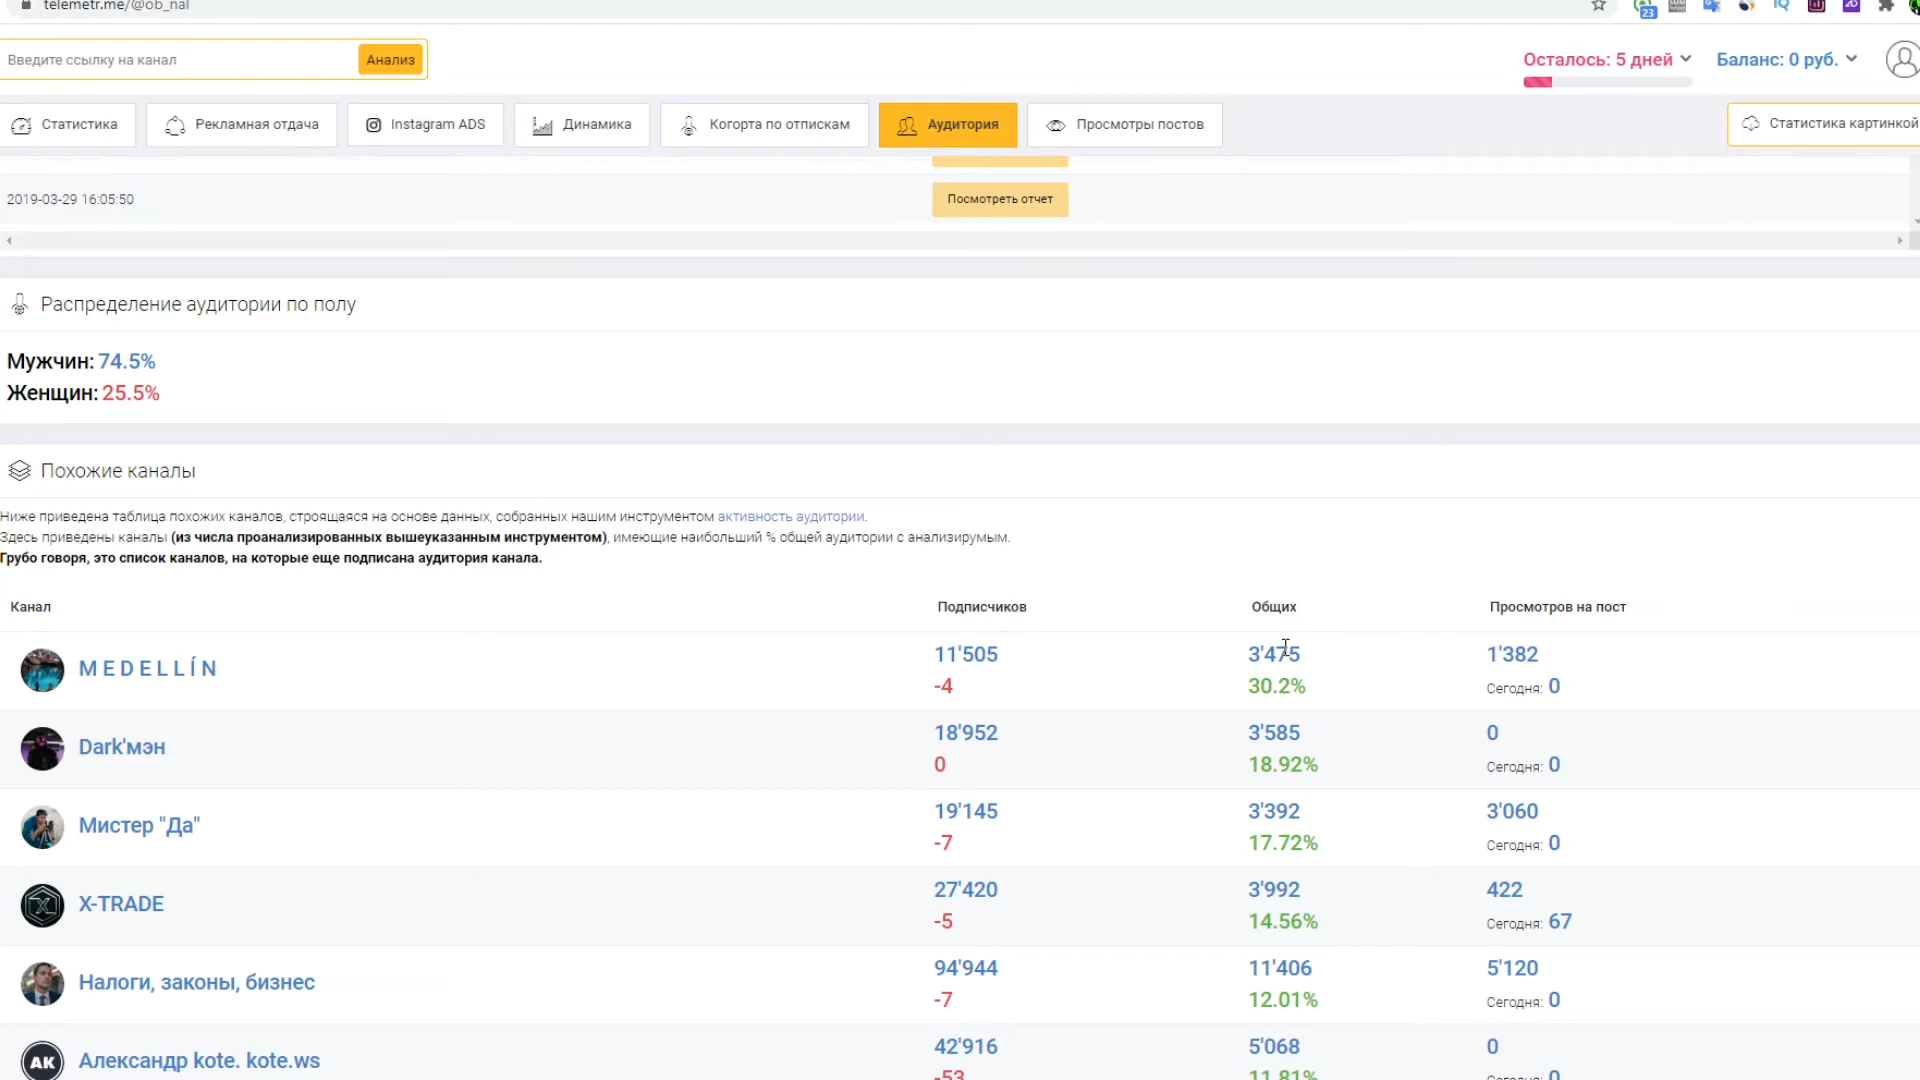 telemetr.me/@ob_nal
23
Введите ссылку на канал
Анализ
Осталось: 5 дней
Баланс: 0 руб.
Статистика
Рекламная отдача
Instagram ADS
Динамика
Когорта по отпискам
Аудитория
Просмотры постов
Статистика картинкой
2019-03-29 16:05:50
Посмотреть отчет
Распределение аудитории по полу
Мужчин: 74.5%
Женщин: 25.5%
Похожие каналы
Ниже приведена таблица похожих каналов, строящаяся на основе данных, собранных нашим инструментом активность аудитории.
Здесь приведены каналы (из числа проанализированных вышеуказанным инструментом), имеющие наибольший % общей аудитории с анализирумым.
Грубо говоря, это список каналов, на которые еще подписана аудитория канала.
Канал Подписчиков Общих Просмотров на пост
M E D E L L Í N 11'505 3'475 1'382
-4 30.2% Сегодня: 0
Dark'мэн 18'952 3'585 0
0 18.92% Сегодня: 0
Мистер "Да" 19'145 3'392 3'060
-7 17.72% Сегодня: 0
X-TRADE 27'420 3'992 422
-5 14.56% Сегодня: 67
Налоги, законы, бизнес 94'944 11'406 5'120
-7 12.01% Сегодня: 0
АК Александр kote. kote.ws 42'916 5'068 0
-53 11.81% Сегодня: 0